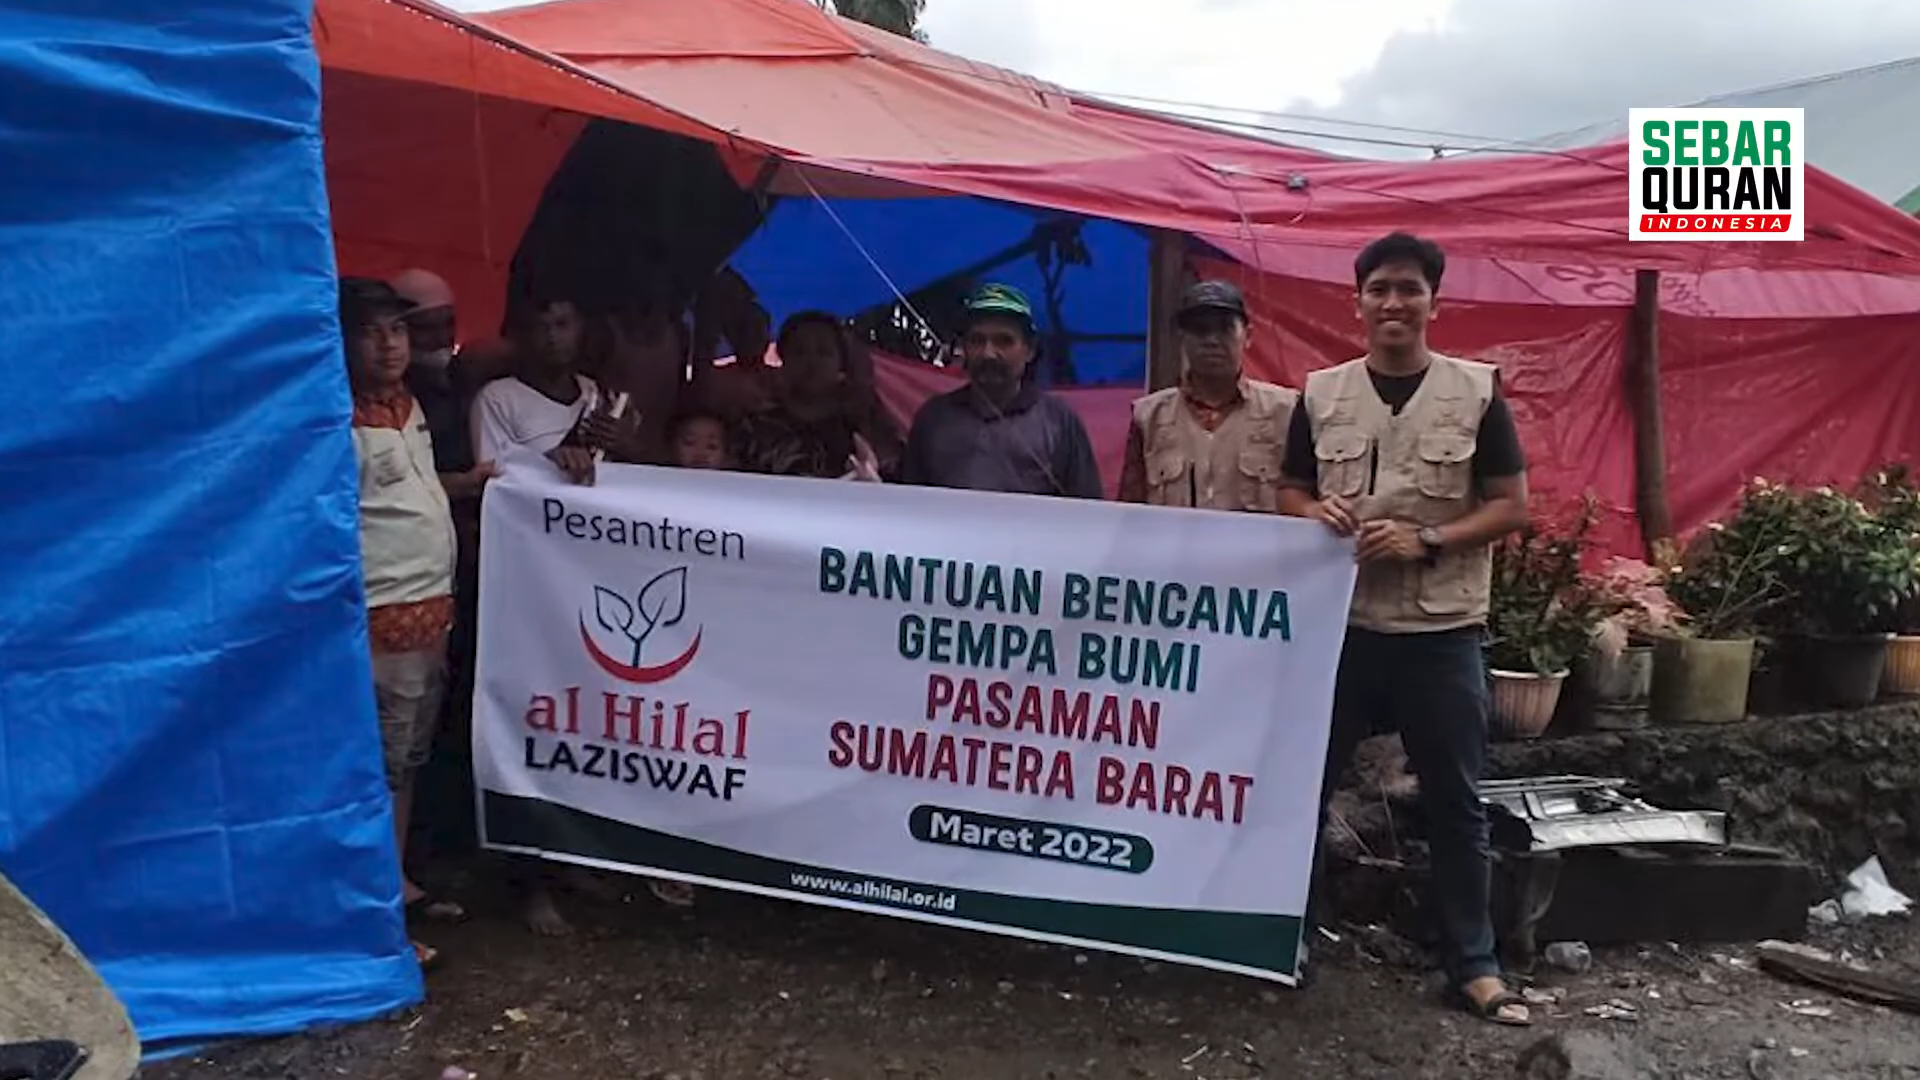 SEBAR
QURAN
1NDONESIA
Pesantren
al Hilal
LAZISWAF
BANTUAN BENCANA
GEMPA BUMI
PASAMAN
SUMATERA BARAT
Maret 2022
www.alhilal.or.id